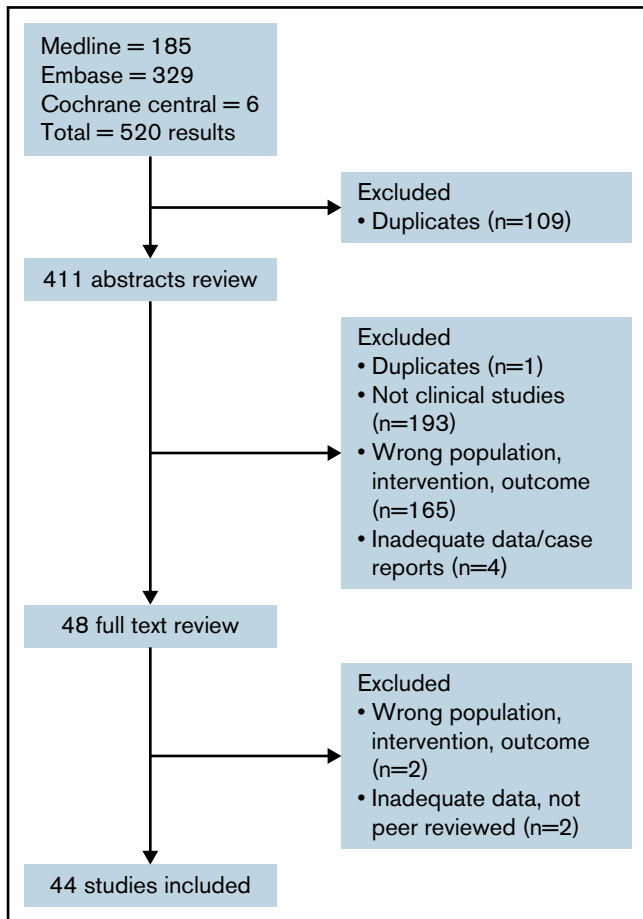 Medline = 185
Embase = 329
Cochrane central = 6
Total = 520 results
Excluded
• Duplicates (n=109)
411 abstracts review
Excluded
• Duplicates (n=1)
• Not clinical studies
(n=193)
• Wrong population,
intervention, outcome
(n=165)
• Inadequate data/case
reports (n=4)
48 full text review
Excluded
• Wrong population,
intervention, outcome
(n=2)
• Inadequate data, not
peer reviewed (n=2)
44 studies included